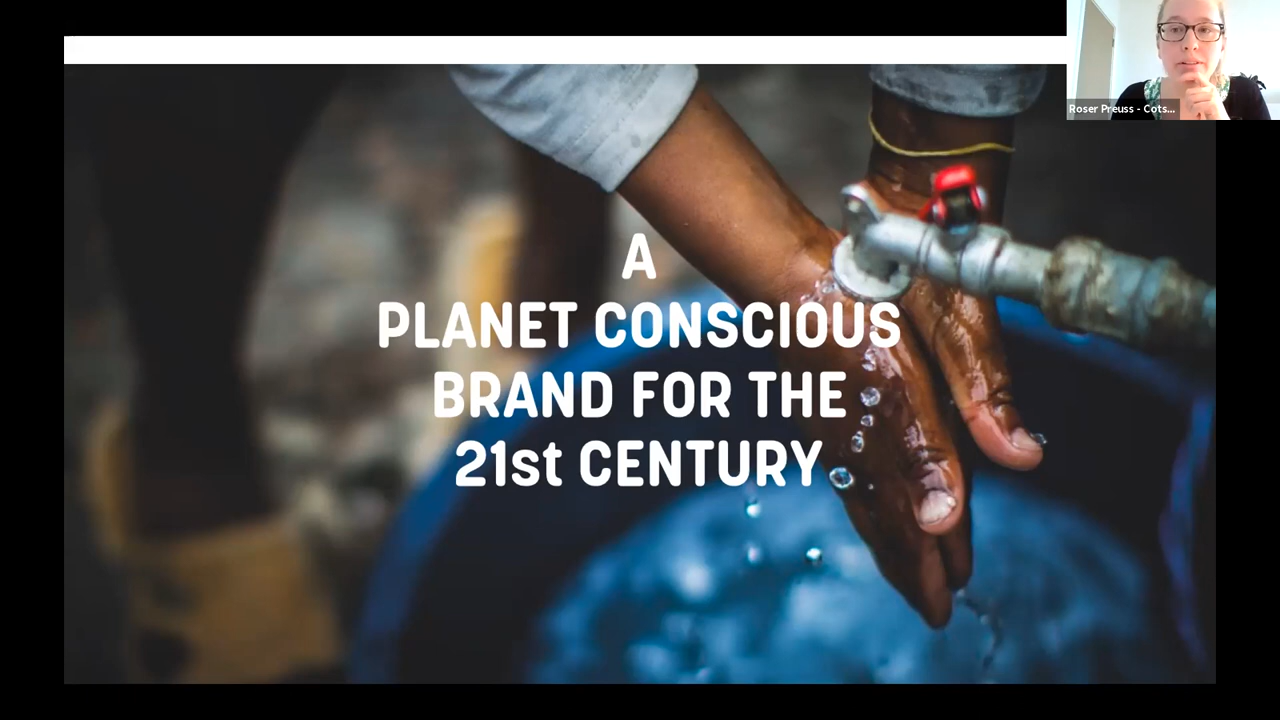 A
PLANET CONSCIOUS
BRAND FOR THE
21st CENTURY
Roser Preuss - Cots...